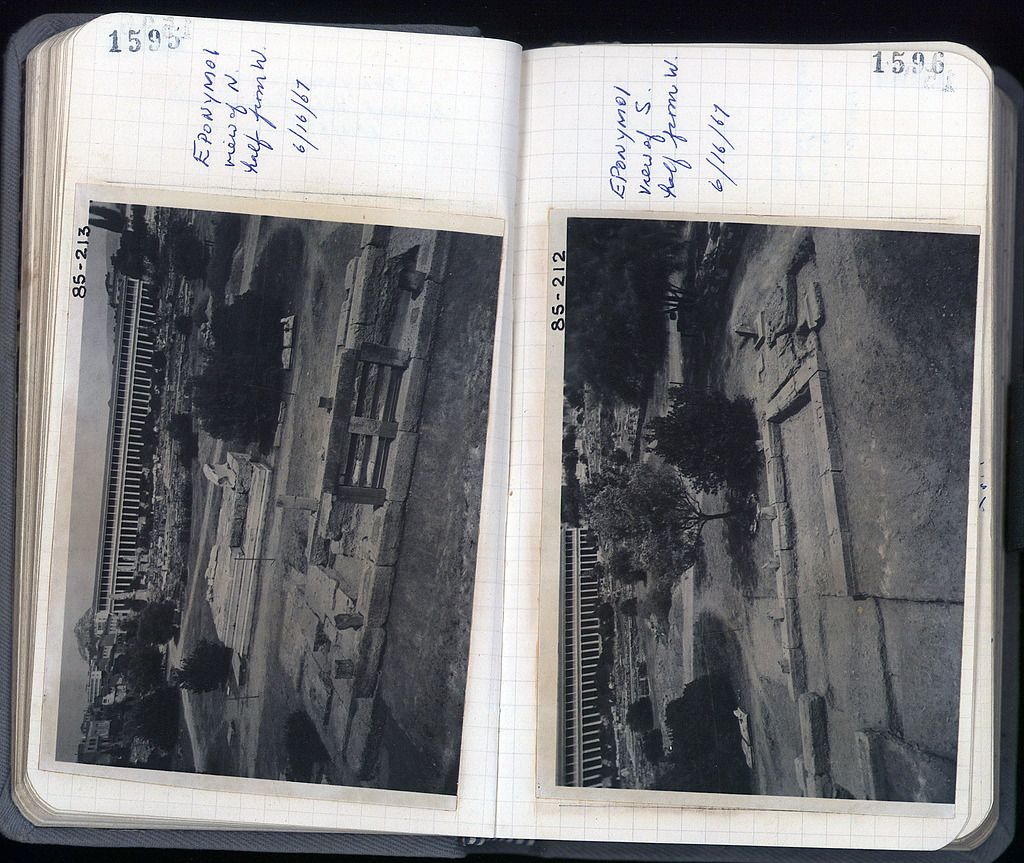 1595
EPONYMOI
view of N.
half from W.
6/16/67
85-213
1596
EPONYMOI
view of S.
half from W.
6/16/67
85-212